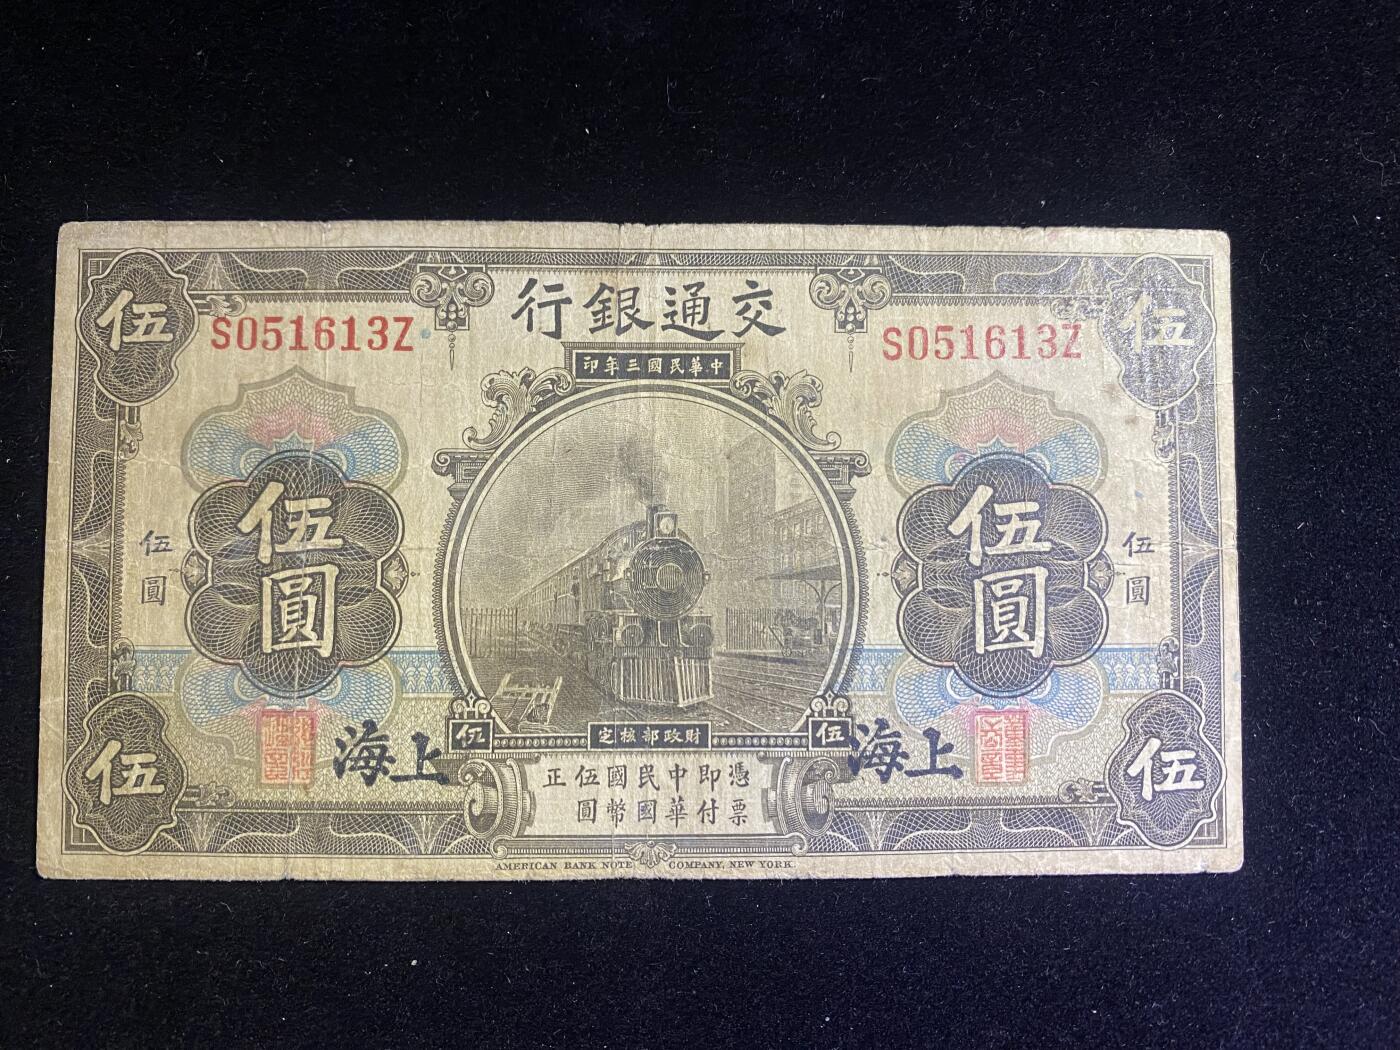 行銀通交
印年三國民華中
S051613Z
S051613Z
伍
伍
伍圓
伍圓
伍圓
伍圓
伍
伍
定核部政財
海上
海上
伍
伍
憑票即付中華民國國幣伍圓正
AMERICAN BANK NOTE COMPANY, NEW YORK.